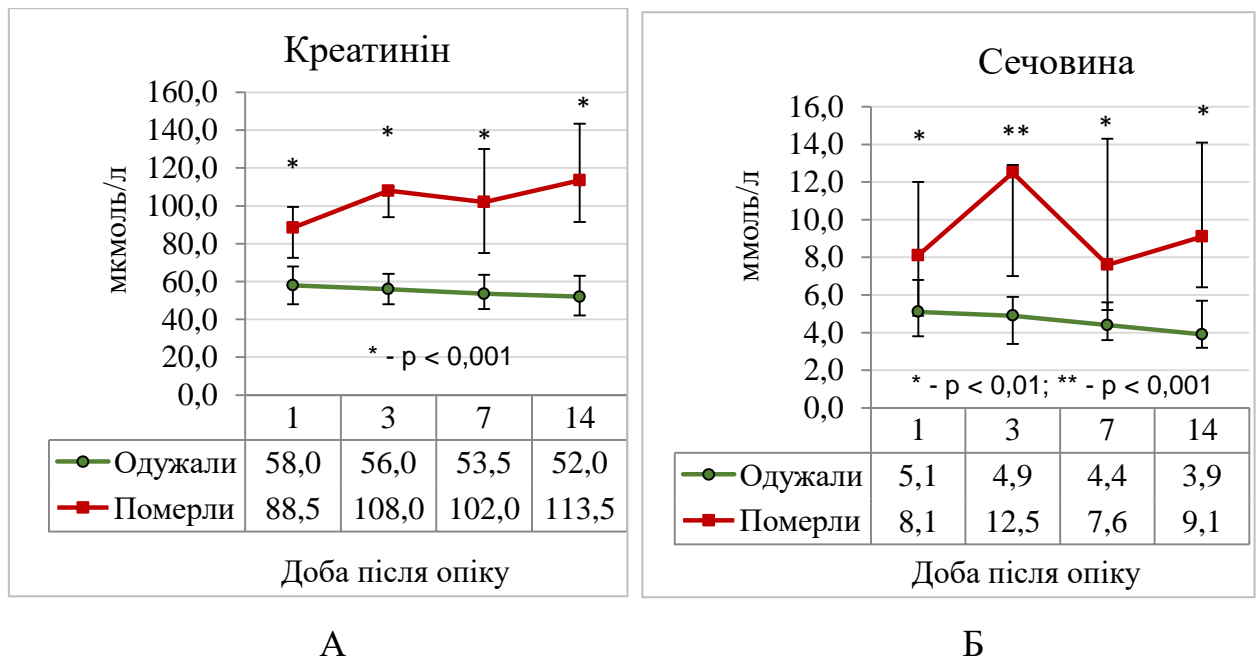 Креатинін
мкмоль/л
160,0
140,0
120,0
100,0
80,0
60,0
40,0
20,0
0,0
*
*
*
*
* - p < 0,001
1 3 7 14
Одужали 58,0 56,0 53,5 52,0
Померли 88,5 108,0 102,0 113,5
Доба після опіку
А
Сечовина
ммоль/л
16,0
14,0
12,0
10,0
8,0
6,0
4,0
2,0
0,0
*
**
*
*
* - p < 0,01; ** - p < 0,001
1 3 7 14
Одужали 5,1 4,9 4,4 3,9
Померли 8,1 12,5 7,6 9,1
Доба після опіку
Б